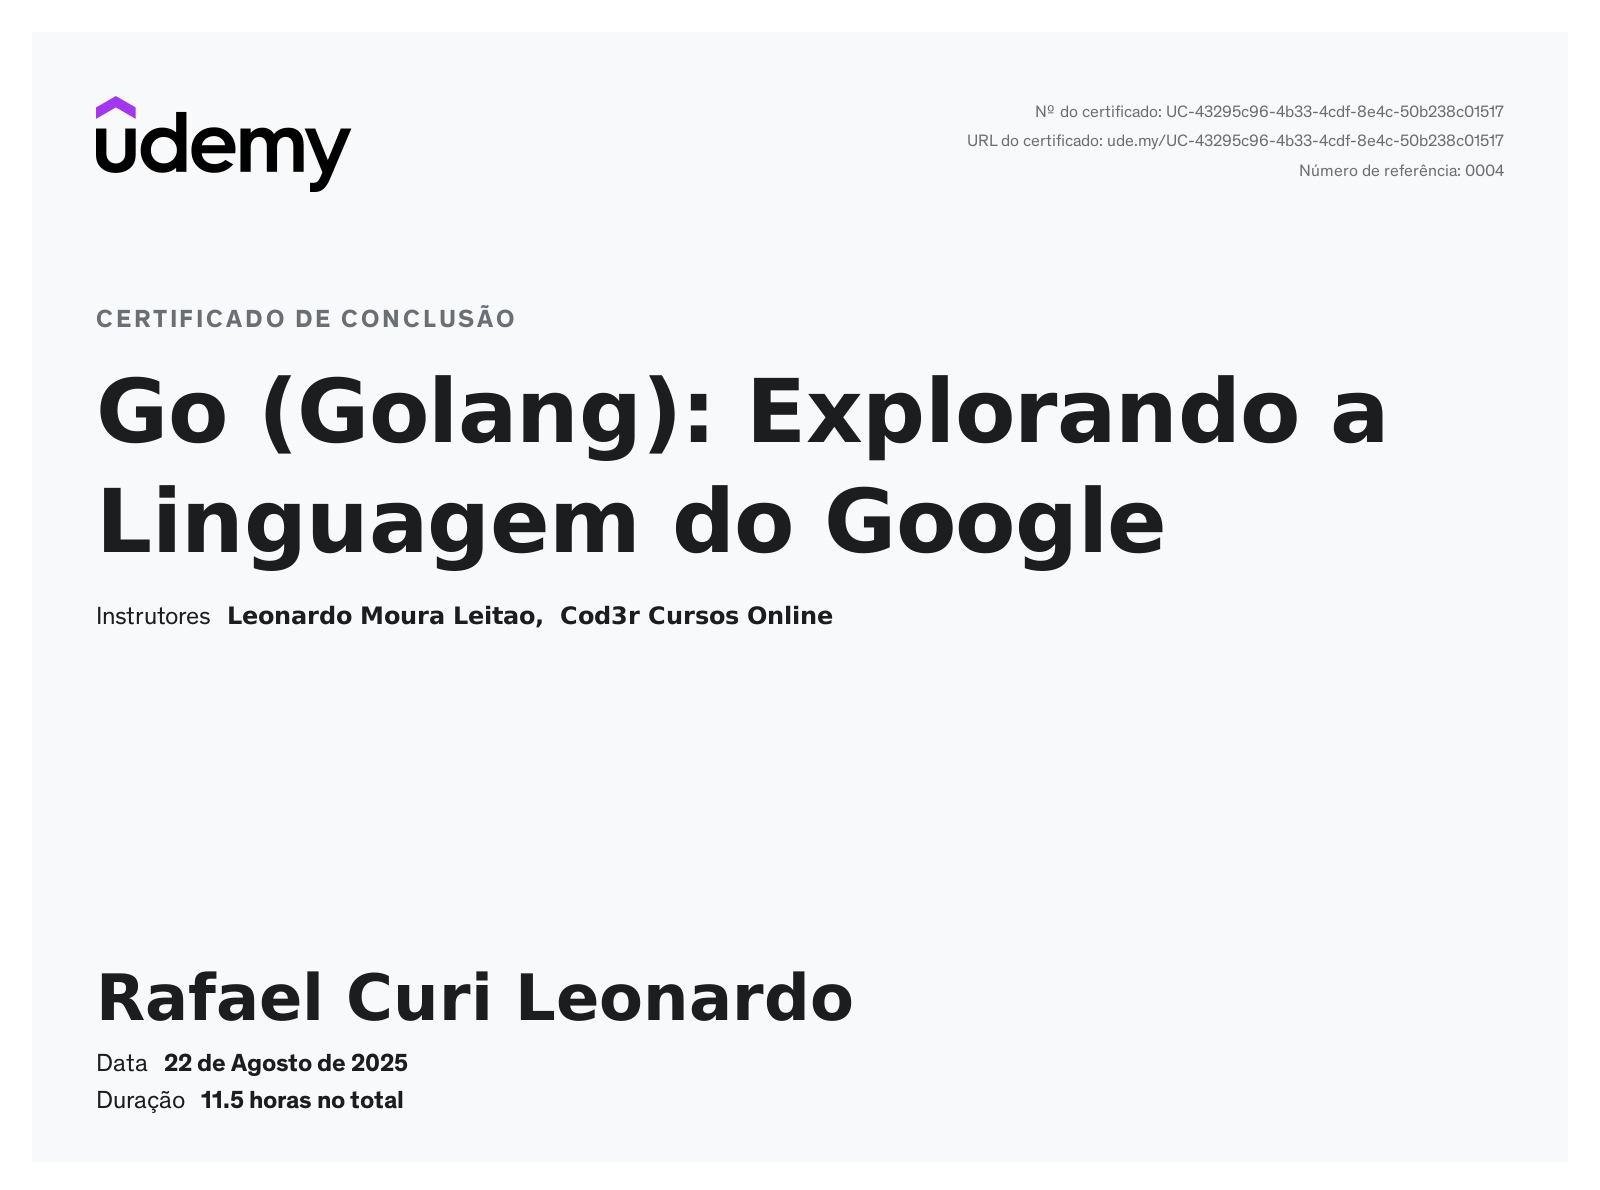 udemy
Nº do certificado: UC-43295c96-4b33-4cdf-8e4c-50b238c01517
URL do certificado: ude.my/UC-43295c96-4b33-4cdf-8e4c-50b238c01517
Número de referência: 0004
CERTIFICADO DE CONCLUSÃO
Go (Golang): Explorando a
Linguagem do Google
Instrutores Leonardo Moura Leitao, Cod3r Cursos Online
Rafael Curi Leonardo
Data 22 de Agosto de 2025
Duração 11.5 horas no total